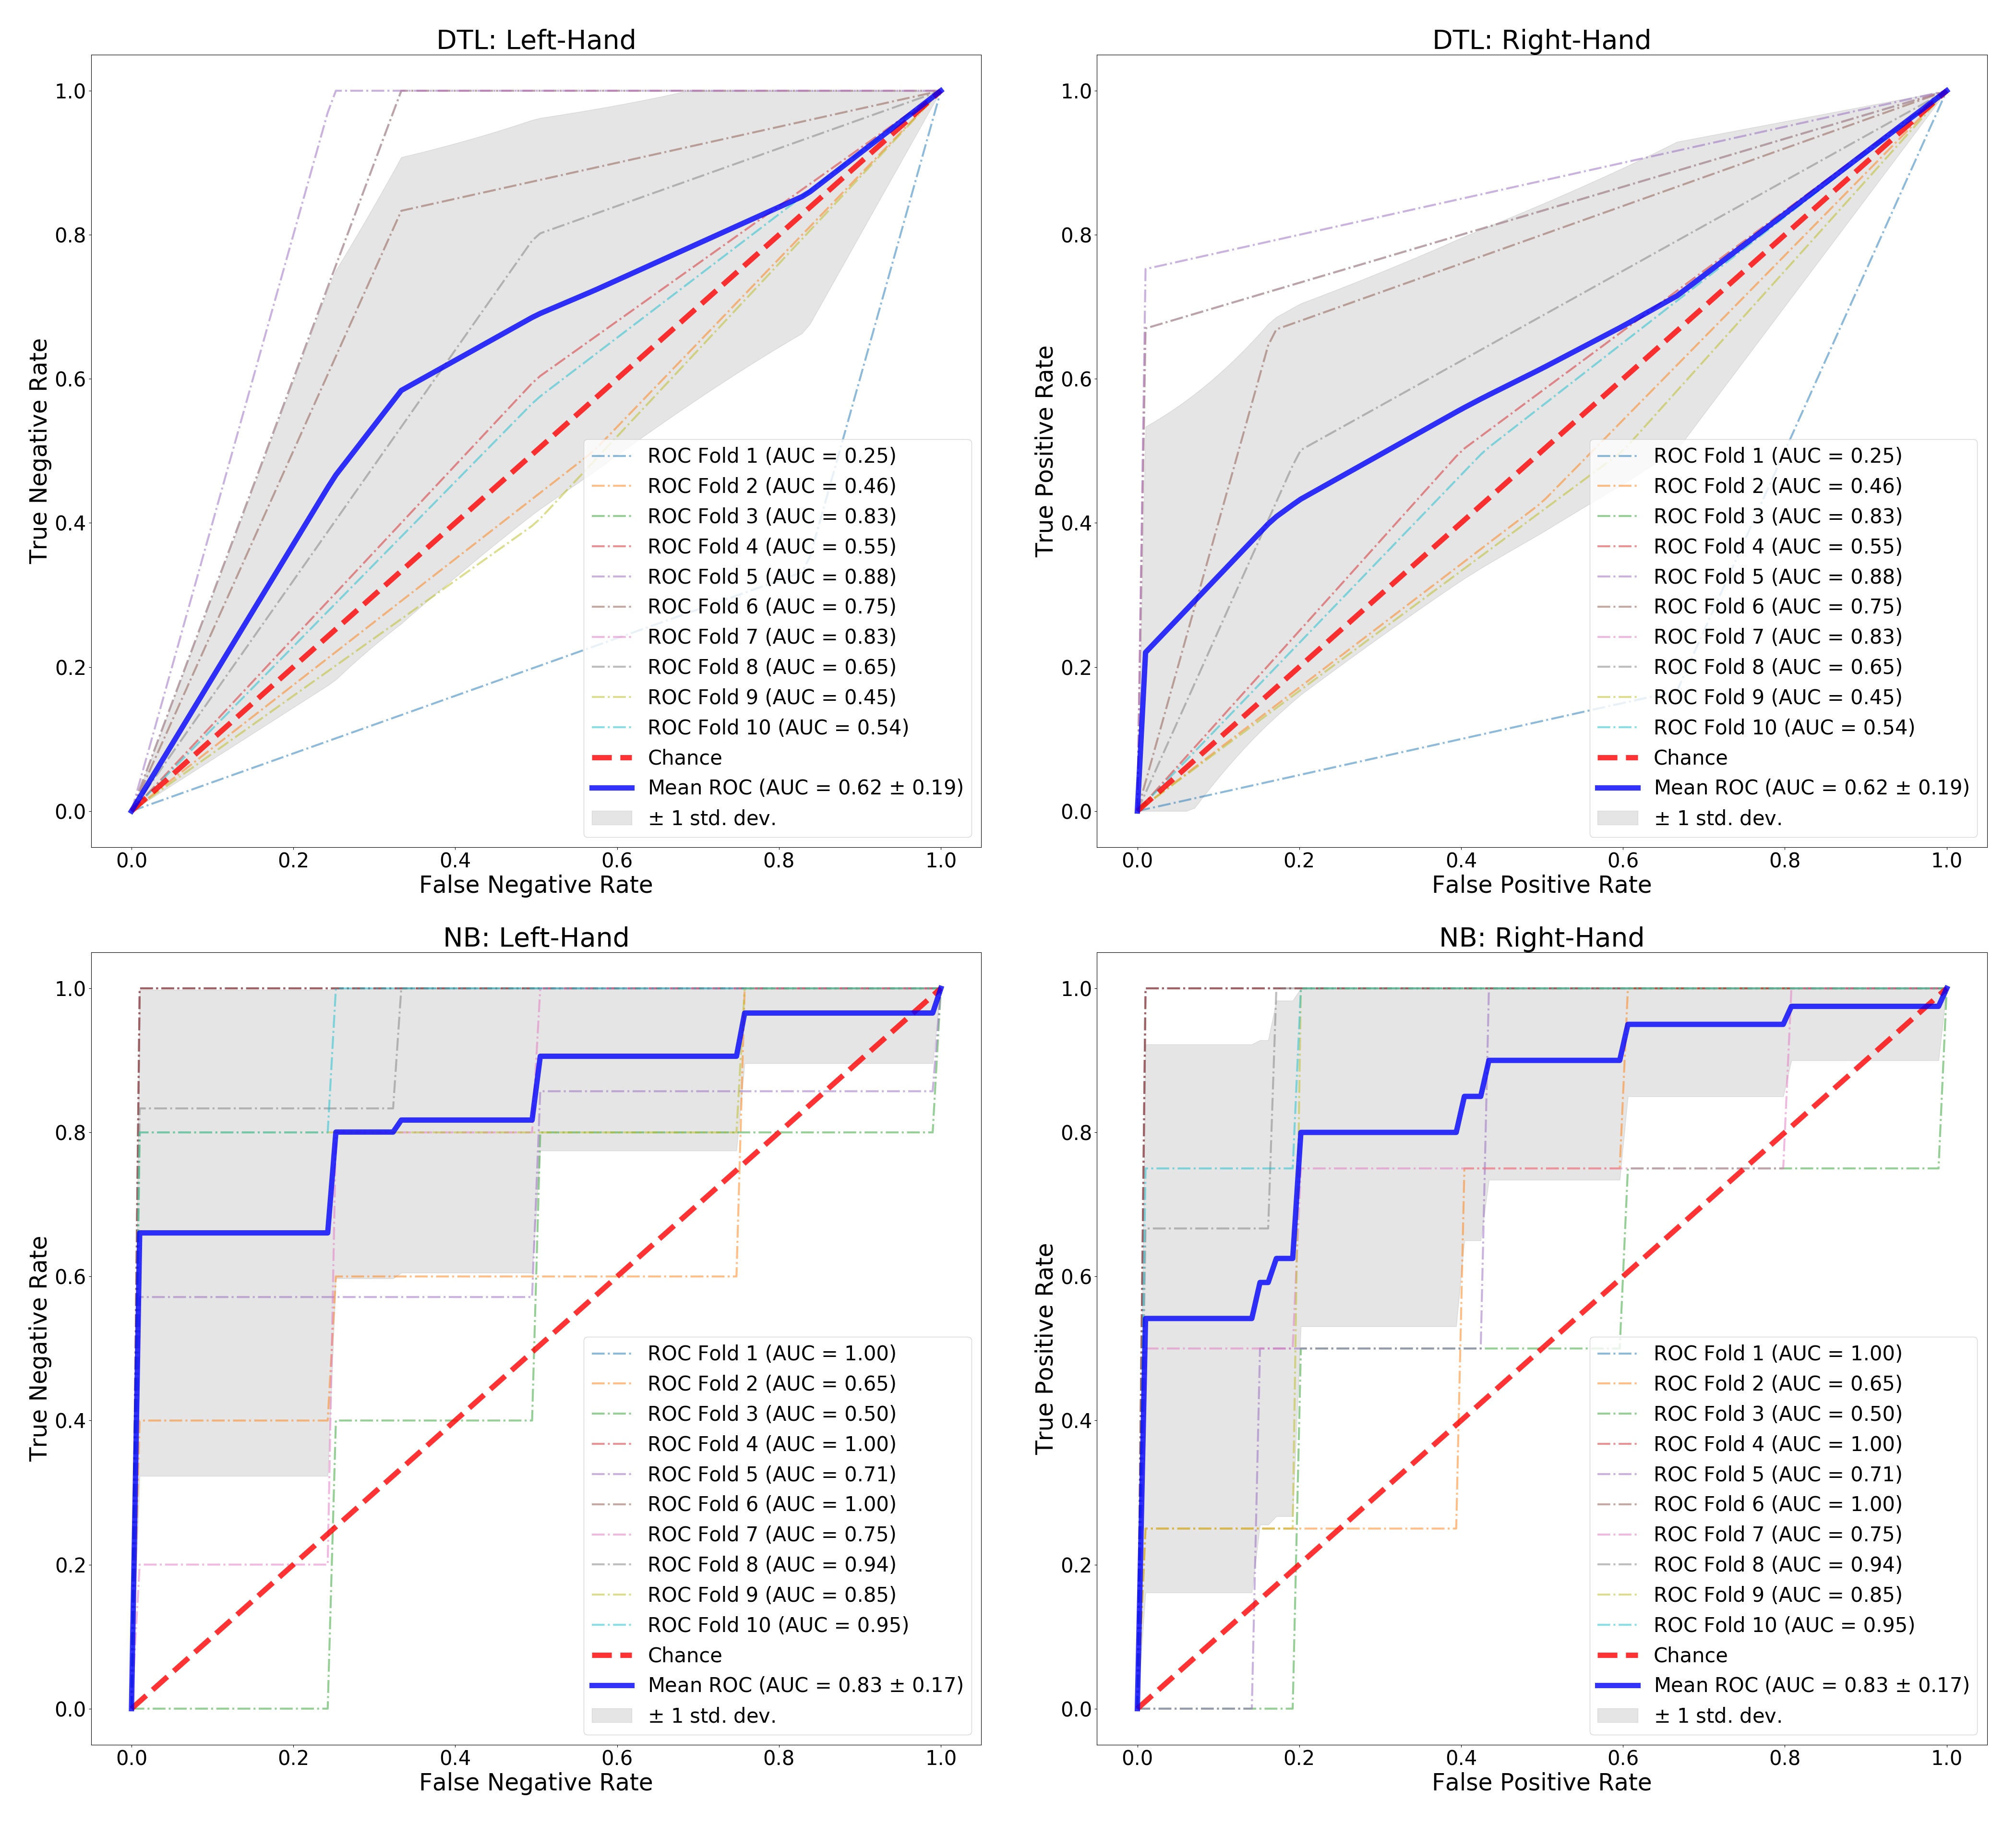 DTL: Left-Hand
True Negative Rate
1.0
0.8
0.6
0.4
0.2
0.0
ROC Fold 1 (AUC = 0.25)
ROC Fold 2 (AUC = 0.46)
ROC Fold 3 (AUC = 0.83)
ROC Fold 4 (AUC = 0.55)
ROC Fold 5 (AUC = 0.88)
ROC Fold 6 (AUC = 0.75)
ROC Fold 7 (AUC = 0.83)
ROC Fold 8 (AUC = 0.65)
ROC Fold 9 (AUC = 0.45)
ROC Fold 10 (AUC = 0.54)
Chance
Mean ROC (AUC = 0.62 ± 0.19)
± 1 std. dev.
0.0 0.2 0.4 0.6 0.8 1.0
False Negative Rate
DTL: Right-Hand
True Positive Rate
1.0
0.8
0.6
0.4
0.2
0.0
ROC Fold 1 (AUC = 0.25)
ROC Fold 2 (AUC = 0.46)
ROC Fold 3 (AUC = 0.83)
ROC Fold 4 (AUC = 0.55)
ROC Fold 5 (AUC = 0.88)
ROC Fold 6 (AUC = 0.75)
ROC Fold 7 (AUC = 0.83)
ROC Fold 8 (AUC = 0.65)
ROC Fold 9 (AUC = 0.45)
ROC Fold 10 (AUC = 0.54)
Chance
Mean ROC (AUC = 0.62 ± 0.19)
± 1 std. dev.
0.0 0.2 0.4 0.6 0.8 1.0
False Positive Rate
NB: Left-Hand
True Negative Rate
1.0
0.8
0.6
0.4
0.2
0.0
ROC Fold 1 (AUC = 1.00)
ROC Fold 2 (AUC = 0.65)
ROC Fold 3 (AUC = 0.50)
ROC Fold 4 (AUC = 1.00)
ROC Fold 5 (AUC = 0.71)
ROC Fold 6 (AUC = 1.00)
ROC Fold 7 (AUC = 0.75)
ROC Fold 8 (AUC = 0.94)
ROC Fold 9 (AUC = 0.85)
ROC Fold 10 (AUC = 0.95)
Chance
Mean ROC (AUC = 0.83 ± 0.17)
± 1 std. dev.
0.0 0.2 0.4 0.6 0.8 1.0
False Negative Rate
NB: Right-Hand
True Positive Rate
1.0
0.8
0.6
0.4
0.2
0.0
ROC Fold 1 (AUC = 1.00)
ROC Fold 2 (AUC = 0.65)
ROC Fold 3 (AUC = 0.50)
ROC Fold 4 (AUC = 1.00)
ROC Fold 5 (AUC = 0.71)
ROC Fold 6 (AUC = 1.00)
ROC Fold 7 (AUC = 0.75)
ROC Fold 8 (AUC = 0.94)
ROC Fold 9 (AUC = 0.85)
ROC Fold 10 (AUC = 0.95)
Chance
Mean ROC (AUC = 0.83 ± 0.17)
± 1 std. dev.
0.0 0.2 0.4 0.6 0.8 1.0
False Positive Rate